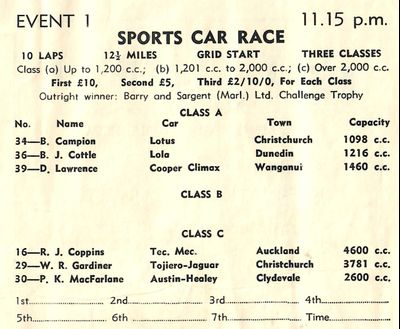 EVENT 1 11.15 p.m.
SPORTS CAR RACE
10 LAPS 12½ MILES GRID START THREE CLASSES
Class (a) Up to 1,200 c.c.; (b) 1,201 c.c. to 2,000 c.c.; (c) Over 2,000 c.c.
First £10, Second £5, Third £2/10/0, For Each Class
Outright winner: Barry and Sargent (Marl.) Ltd. Challenge Trophy
CLASS A
No. Name Car Town Capacity
34—B. Campion Lotus Christchurch 1098 c.c.
36—B. J. Cottle Lola Dunedin 1216 c.c.
39—D. Lawrence Cooper Climax Wanganui 1460 c.c.
CLASS B
CLASS C
16—R. J. Coppins Tec. Mec. Auckland 4600 c.c.
29—W. R. Gardiner Tojiero-Jaguar Christchurch 3781 c.c.
30—P. K. MacFarlane Austin-Healey Clydevale 2600 c.c.
1st 2nd 3rd 4th
5th 6th 7th Time